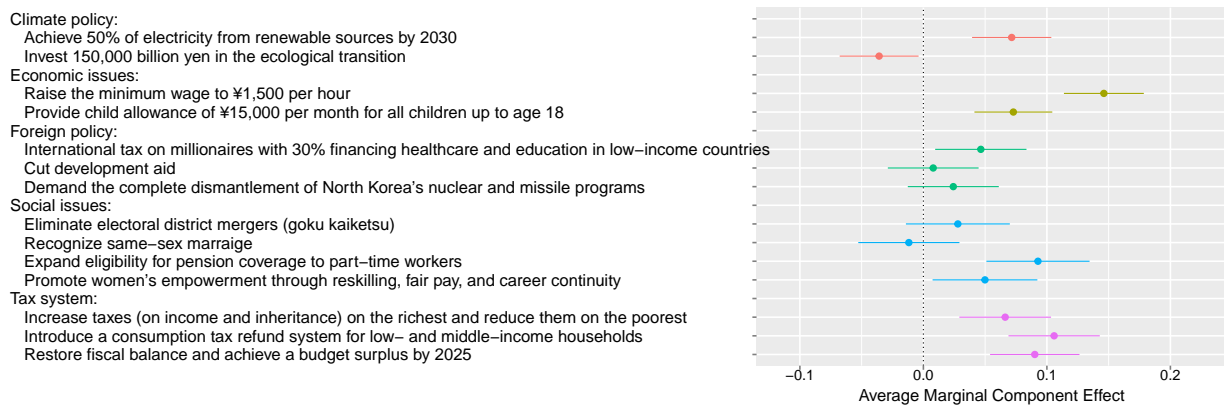 Climate policy:
Achieve 50% of electricity from renewable sources by 2030
Invest 150,000 billion yen in the ecological transition
Economic issues:
Raise the minimum wage to ¥1,500 per hour
Provide child allowance of ¥15,000 per month for all children up to age 18
Foreign policy:
International tax on millionaires with 30% financing healthcare and education in low−income countries
Cut development aid
Demand the complete dismantlement of North Korea's nuclear and missile programs
Social issues:
Eliminate electoral district mergers (goku kaiketsu)
Recognize same−sex marraige
Expand eligibility for pension coverage to part−time workers
Promote women's empowerment through reskilling, fair pay, and career continuity
Tax system:
Increase taxes (on income and inheritance) on the richest and reduce them on the poorest
Introduce a consumption tax refund system for low− and middle−income households
Restore fiscal balance and achieve a budget surplus by 2025
−0.1 0.0 0.1 0.2
Average Marginal Component Effect